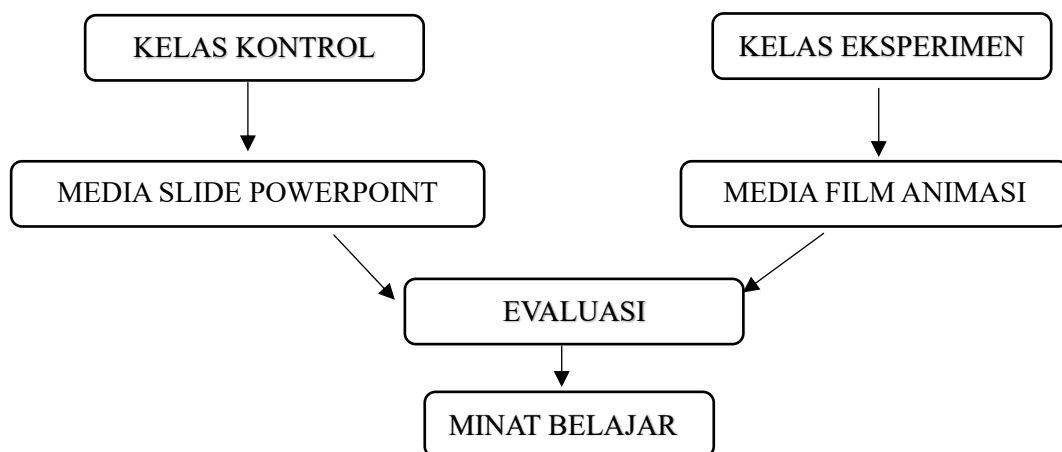 KELAS KONTROL
KELAS EKSPERIMEN
MEDIA SLIDE POWERPOINT
MEDIA FILM ANIMASI
EVALUASI
MINAT BELAJAR